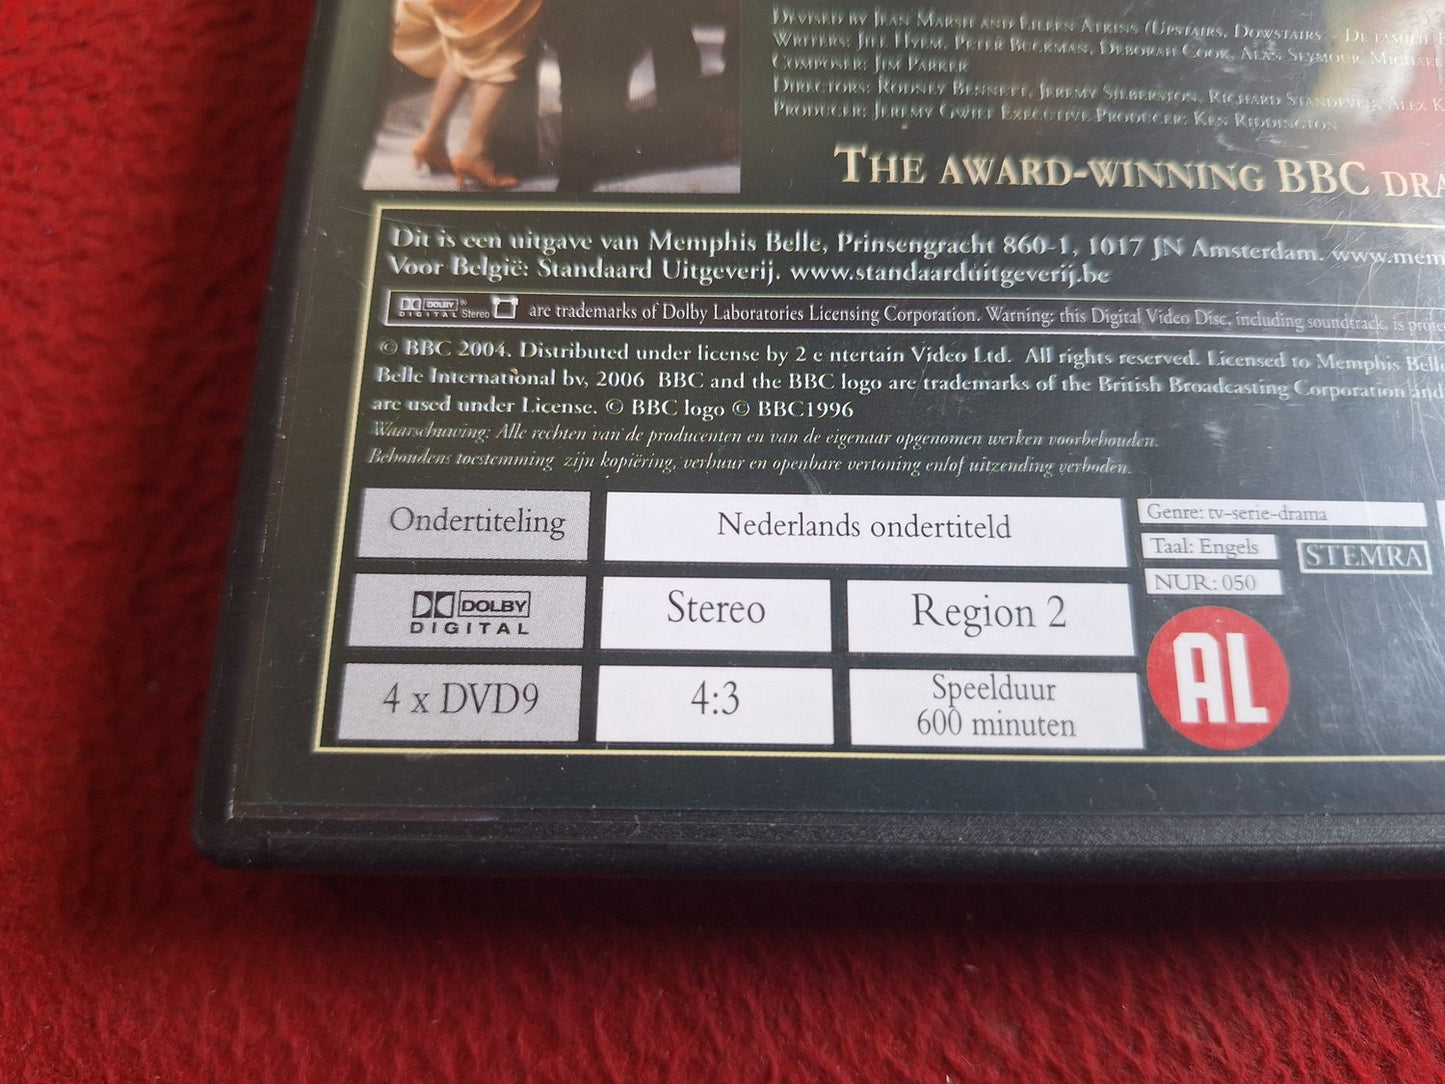 Devised by Jean Marsh and Eileen Atkins (Upstairs, Dowstairs - De familie
Writers: Jill Hyem, Peter Buckman, Deborah Cook, Alan Seymour, Michael
Composer: Jim Parker
Directors: Rodney Bennett, Jeremy Silberston, Richard Standeven, Alex K
Producer: Jeremy Gwilt Executive Producer: Ken Riddington
The award-winning BBC dra
Dit is een uitgave van Memphis Belle, Prinsengracht 860-1, 1017 JN Amsterdam. www.mem
Voor België: Standaard Uitgeverij. www.standaarduitgeverij.be
DOLBY DIGITAL Stereo are trademarks of Dolby Laboratories Licensing Corporation. Warning: this Digital Video Disc, including soundtrack, is prote
© BBC 2004. Distributed under license by 2 e ntertain Video Ltd. All rights reserved. Licensed to Memphis Belle
Belle International bv, 2006 BBC and the BBC logo are trademarks of the British Broadcasting Corporation and
are used under License. © BBC logo © BBC1996
Waarschuwing: Alle rechten van de producenten en van de eigenaar opgenomen werken voorbehouden.
Behoudens toestemming zijn kopiëring, verhuur en openbare vertoning en/of uitzending verboden.
Ondertiteling
Nederlands ondertiteld
Genre: tv-serie-drama
Taal: Engels
STEMRA
NUR: 050
DOLBY
DIGITAL
Stereo
Region 2
AL
4 x DVD9
4:3
Speelduur
600 minuten